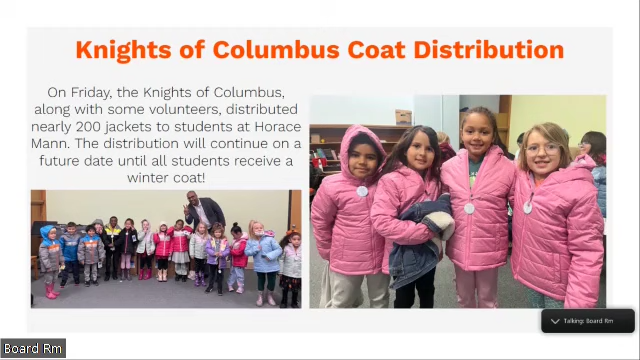 Knights of Columbus Coat Distribution
On Friday, the Knights of Columbus,
along with some volunteers, distributed
nearly 200 jackets to students at Horace
Mann. The distribution will continue on a
future date until all students receive a
winter coat!
Talking: Board Rm
Board Rm